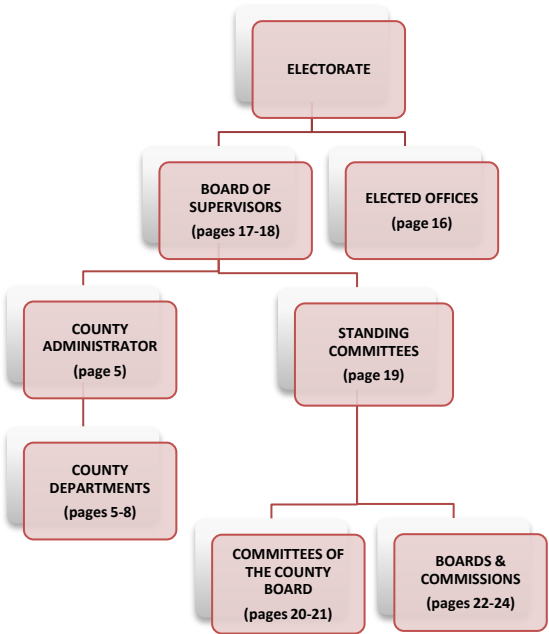 ELECTORATE
BOARD OF
SUPERVISORS
(pages 17-18)
ELECTED OFFICES
(page 16)
COUNTY
ADMINISTRATOR
(page 5)
STANDING
COMMITTEES
(page 19)
COUNTY
DEPARTMENTS
(pages 5-8)
COMMITTEES OF
THE COUNTY
BOARD
(pages 20-21)
BOARDS &
COMMISSIONS
(pages 22-24)